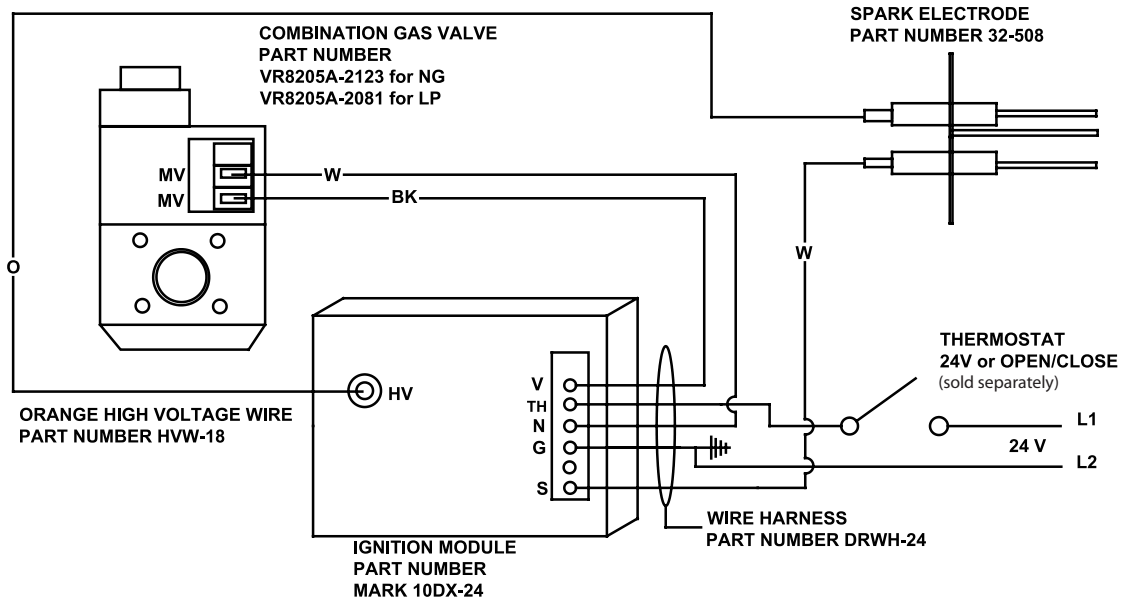 COMBINATION GAS VALVE
PART NUMBER
VR8205A-2123 for NG
VR8205A-2081 for LP
SPARK ELECTRODE
PART NUMBER 32-508
MV
MV
W
BK
O
W
HV
V
TH
N
G
S
ORANGE HIGH VOLTAGE WIRE
PART NUMBER HVW-18
THERMOSTAT
24V or OPEN/CLOSE
(sold separately)
L1
24 V
L2
WIRE HARNESS
PART NUMBER DRWH-24
IGNITION MODULE
PART NUMBER
MARK 10DX-24